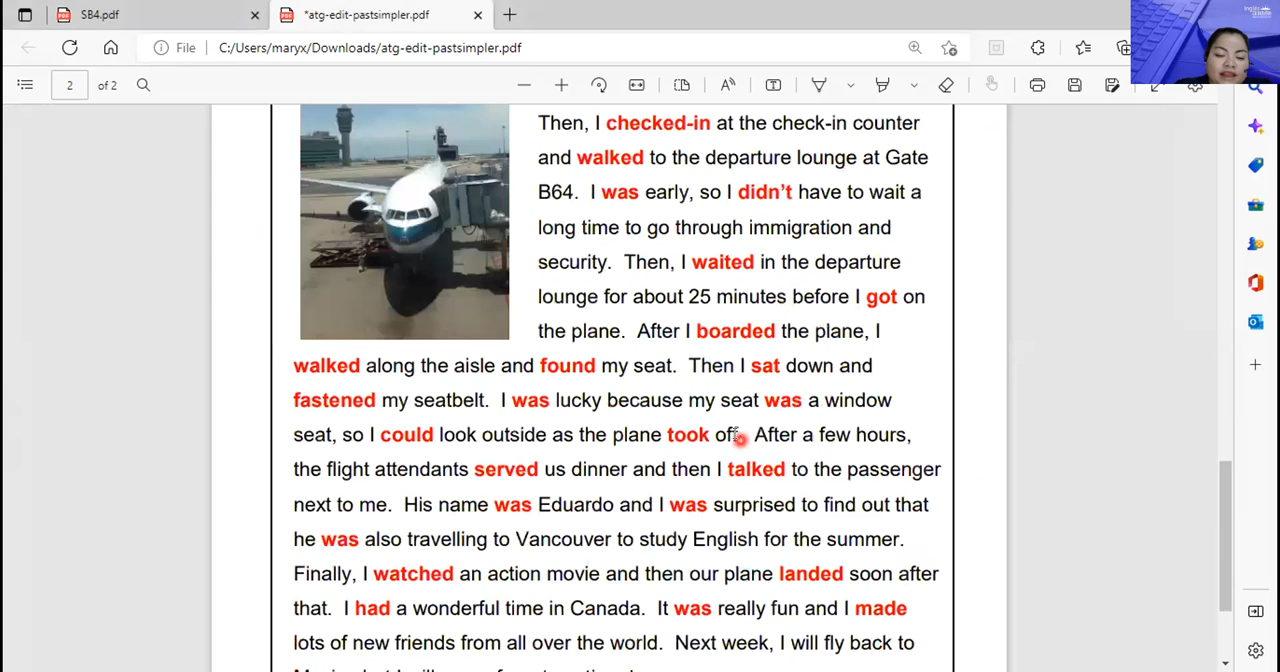 SB4.pdf
*atg-edit-pastsimpler.pdf
File C:/Users/maryx/Downloads/atg-edit-pastsimpler.pdf
2 of 2
Then, I checked-in at the check-in counter
and walked to the departure lounge at Gate
B64. I was early, so I didn't have to wait a
long time to go through immigration and
security. Then, I waited in the departure
lounge for about 25 minutes before I got on
the plane. After I boarded the plane, I
walked along the aisle and found my seat. Then I sat down and
fastened my seatbelt. I was lucky because my seat was a window
seat, so I could look outside as the plane took off. After a few hours,
the flight attendants served us dinner and then I talked to the passenger
next to me. His name was Eduardo and I was surprised to find out that
he was also travelling to Vancouver to study English for the summer.
Finally, I watched an action movie and then our plane landed soon after
that. I had a wonderful time in Canada. It was really fun and I made
lots of new friends from all over the world. Next week, I will fly back to